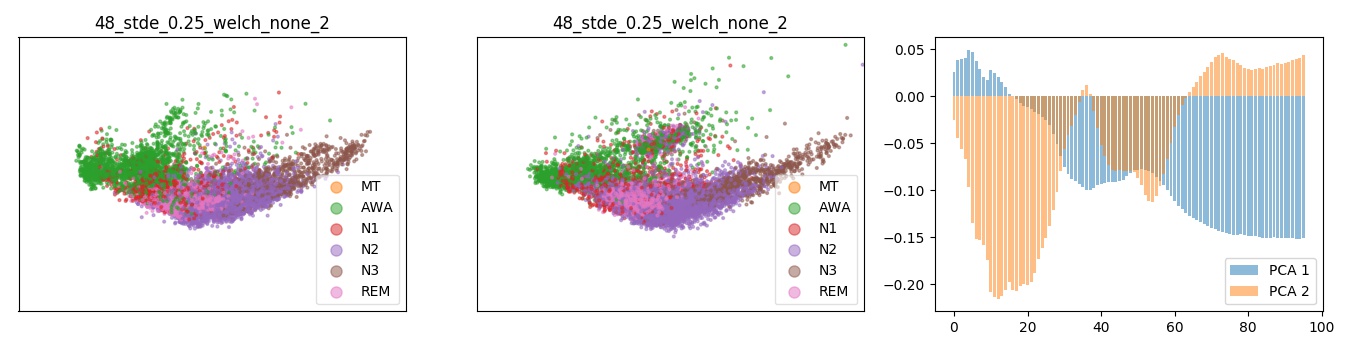 48_stde_0.25_welch_none_2
MT
AWA
N1
N2
N3
REM
48_stde_0.25_welch_none_2
MT
AWA
N1
N2
N3
REM
0.05
0.00
−0.05
−0.10
−0.15
−0.20
PCA 1
PCA 2
0 20 40 60 80 100